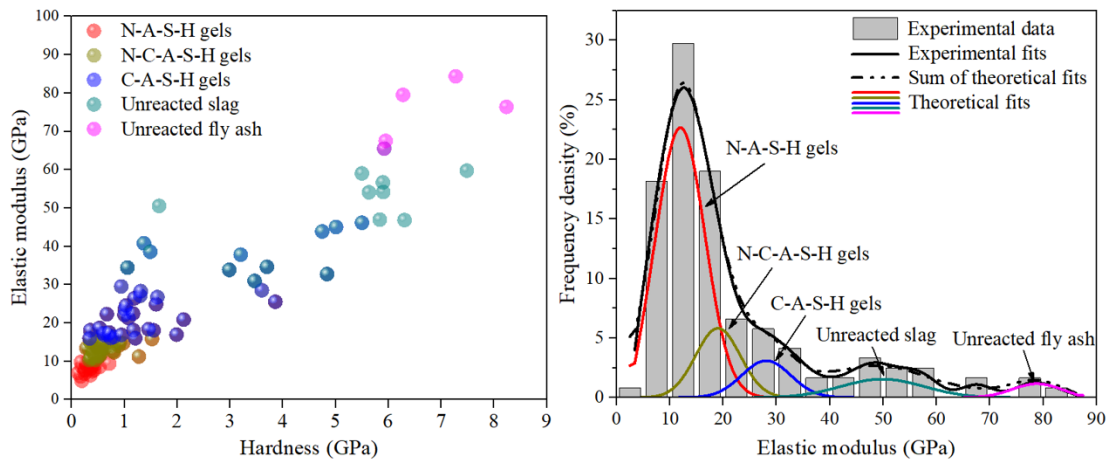 100
90
80
70
60
50
40
30
20
10
0
Elastic modulus (GPa)
N-A-S-H gels
N-C-A-S-H gels
C-A-S-H gels
Unreacted slag
Unreacted fly ash
0 1 2 3 4 5 6 7 8 9
Hardness (GPa)
30
25
20
15
10
5
0
Frequency density (%)
Experimental data
Experimental fits
Sum of theoretical fits
Theoretical fits
N-A-S-H gels
N-C-A-S-H gels
C-A-S-H gels
Unreacted slag
Unreacted fly ash
0 10 20 30 40 50 60 70 80 90
Elastic modulus (GPa)